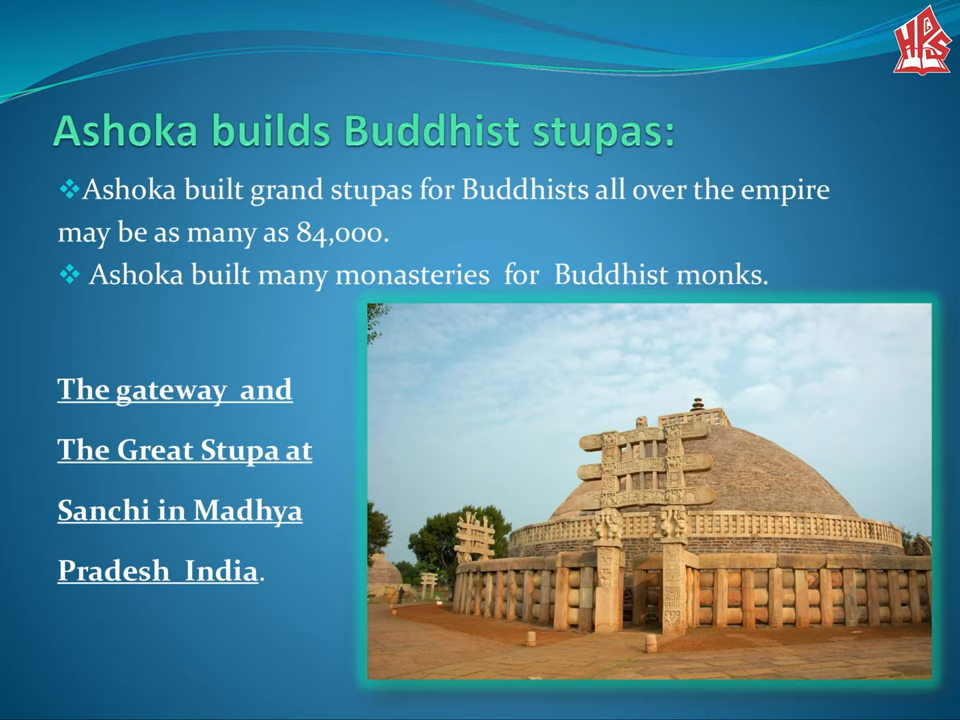 Ashoka builds Buddhist stupas:
❖Ashoka built grand stupas for Buddhists all over the empire
may be as many as 84,000.
❖ Ashoka built many monasteries  for  Buddhist monks.
The gateway  and
The Great Stupa at
Sanchi in Madhya
Pradesh  India.